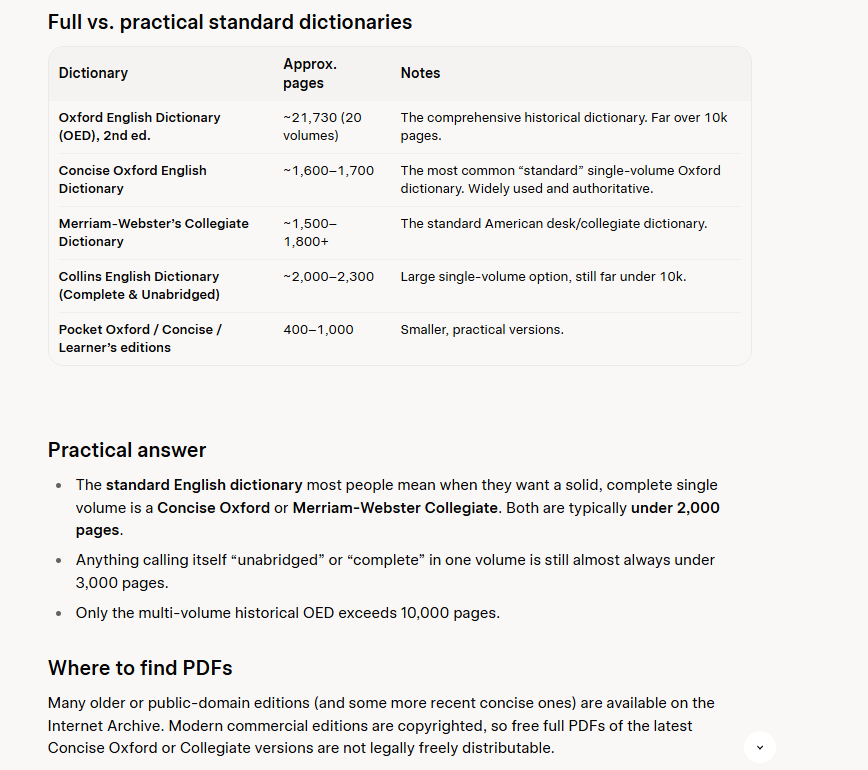 Full vs. practical standard dictionaries
Dictionary
Approx.
pages
Notes
Oxford English Dictionary
(OED), 2nd ed.
~21,730 (20
volumes)
The comprehensive historical dictionary. Far over 10k
pages.
Concise Oxford English
Dictionary
~1,600–1,700
The most common “standard” single-volume Oxford
dictionary. Widely used and authoritative.
Merriam-Webster’s Collegiate
Dictionary
~1,500–
1,800+
The standard American desk/collegiate dictionary.
Collins English Dictionary
(Complete & Unabridged)
~2,000–2,300
Large single-volume option, still far under 10k.
Pocket Oxford / Concise /
Learner’s editions
400–1,000
Smaller, practical versions.
Practical answer
• The standard English dictionary most people mean when they want a solid, complete single
volume is a Concise Oxford or Merriam-Webster Collegiate. Both are typically under 2,000
pages.
• Anything calling itself “unabridged” or “complete” in one volume is still almost always under
3,000 pages.
• Only the multi-volume historical OED exceeds 10,000 pages.
Where to find PDFs
Many older or public-domain editions (and some more recent concise ones) are available on the
Internet Archive. Modern commercial editions are copyrighted, so free full PDFs of the latest
Concise Oxford or Collegiate versions are not legally freely distributable.